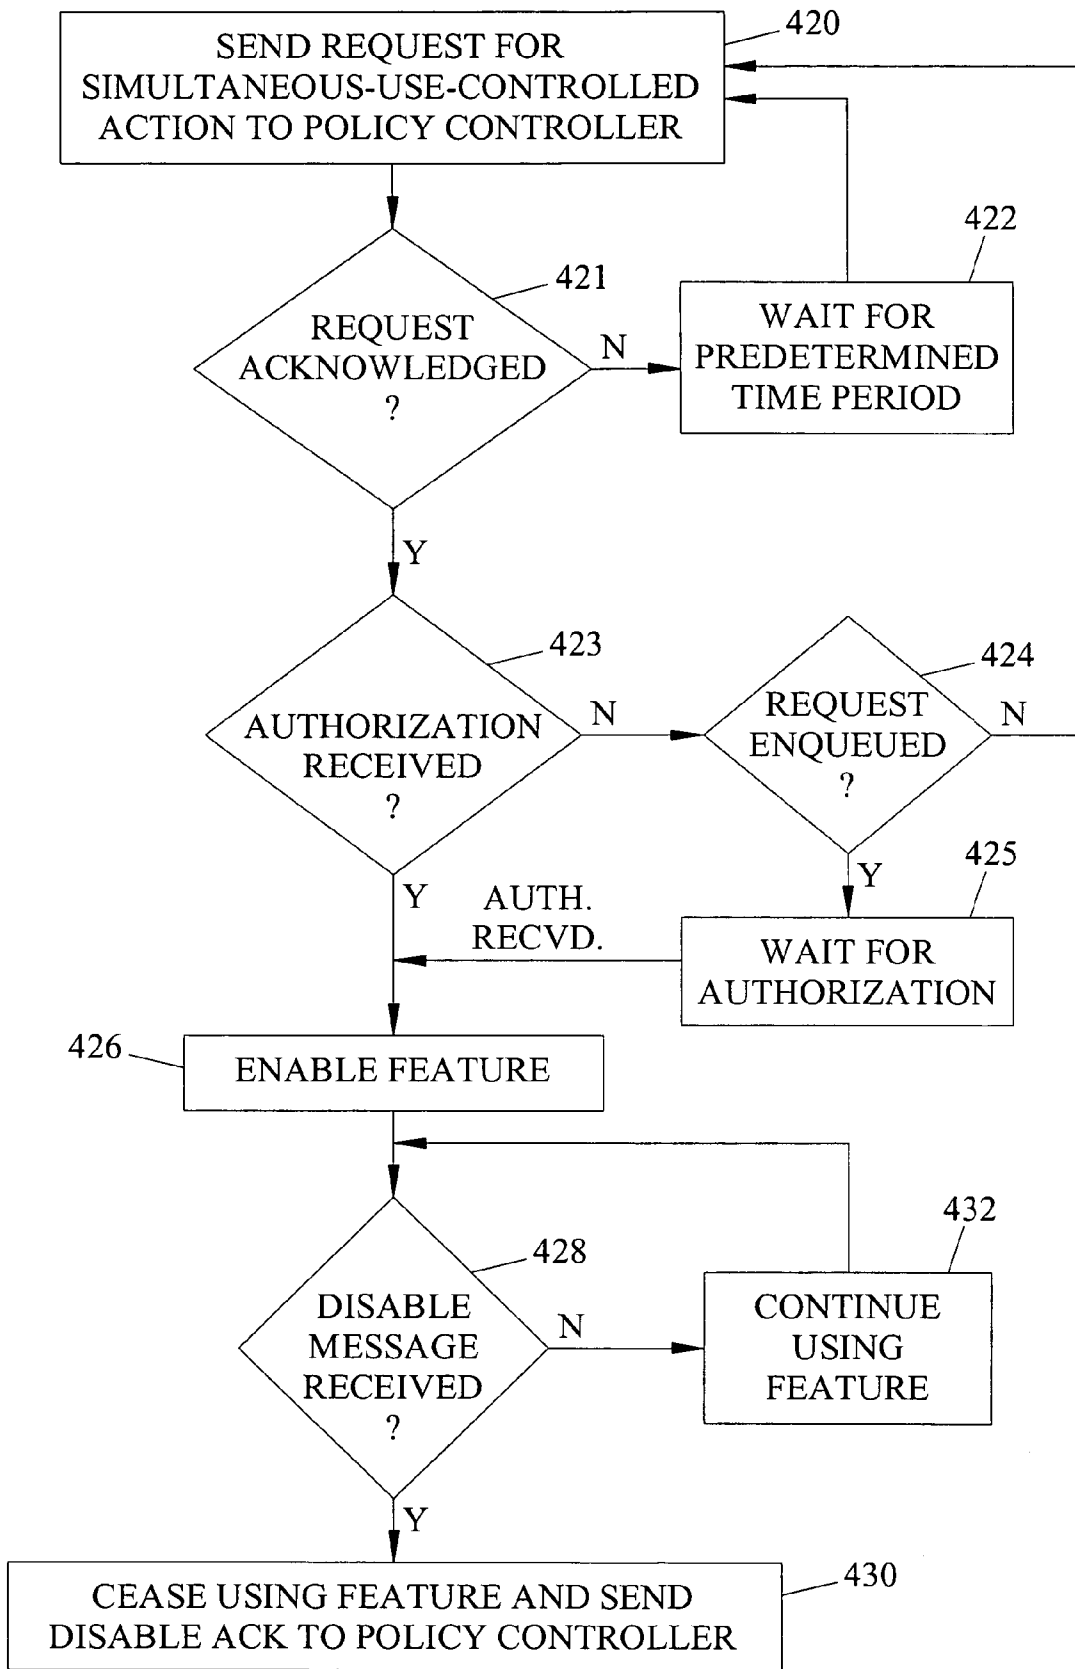 420
SEND REQUEST FOR
SIMULTANEOUS-USE-CONTROLLED
ACTION TO POLICY CONTROLLER
421
REQUEST
ACKNOWLEDGED
?
N
422
WAIT FOR
PREDETERMINED
TIME PERIOD
Y
423
AUTHORIZATION
RECEIVED
?
N
424
REQUEST
ENQUEUED
?
N
Y
Y
425
WAIT FOR
AUTHORIZATION
AUTH.
RECVD.
426
ENABLE FEATURE
428
DISABLE
MESSAGE
RECEIVED
?
N
432
CONTINUE
USING
FEATURE
Y
430
CEASE USING FEATURE AND SEND
DISABLE ACK TO POLICY CONTROLLER